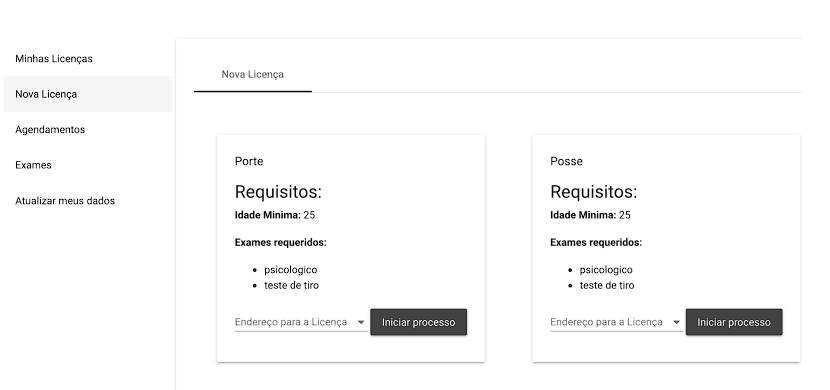 Minhas Licenças
Nova Licença
Agendamentos
Exames
Atualizar meus dados
Nova Licença
Porte
Requisitos:
Idade Minima: 25
Exames requeridos:
psicologico
teste de tiro
Endereço para a Licença
Iniciar processo
Posse
Requisitos:
Idade Minima: 25
Exames requeridos:
psicologico
teste de tiro
Endereço para a Licença
Iniciar processo